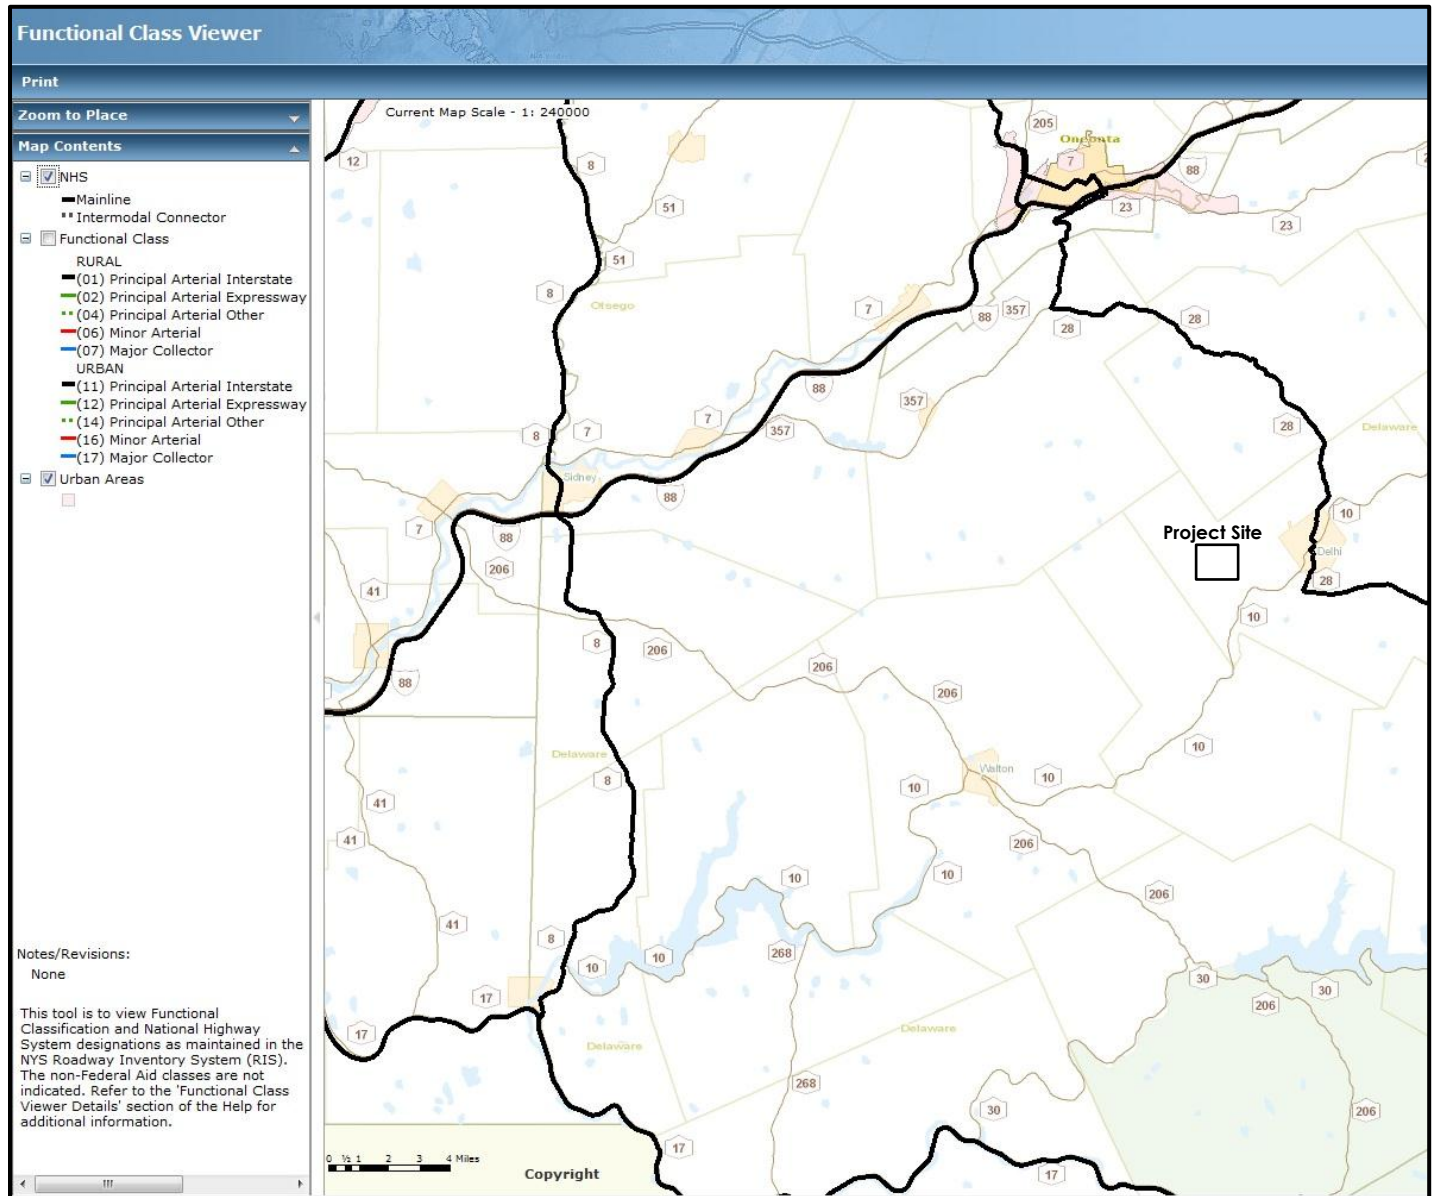 Functional Class Viewer
Print
Zoom to Place
Map Contents
NHS
Mainline
Intermodal Connector
Functional Class
RURAL
(01) Principal Arterial Interstate
(02) Principal Arterial Expressway
(04) Principal Arterial Other
(06) Minor Arterial
(07) Major Collector
URBAN
(11) Principal Arterial Interstate
(12) Principal Arterial Expressway
(14) Principal Arterial Other
(16) Minor Arterial
(17) Major Collector
Urban Areas
Notes/Revisions:
None
This tool is to view Functional
Classification and National Highway
System designations as maintained in the
NYS Roadway Inventory System (RIS).
The non-Federal Aid classes are not
indicated. Refer to the 'Functional Class
Viewer Details' section of the Help for
additional information.
Current Map Scale - 1: 240000
205
Oneonta
12
8
7
88
51
23
23
51
8
Otsego
7
88
357
28
28
88
357
7
357
28
Delaware
8
7
Sidney
88
10
7
88
Project Site
Delhi
206
28
41
10
8
206
206
88
206
Delaware
10
8
Walton
10
10
41
41
206
10
10
206
41
8
268
10
10
30
30
17
206
17
Delaware
Delaware
268
30
206
17
0 ½ 1 2 3 4 Miles
Copyright
17